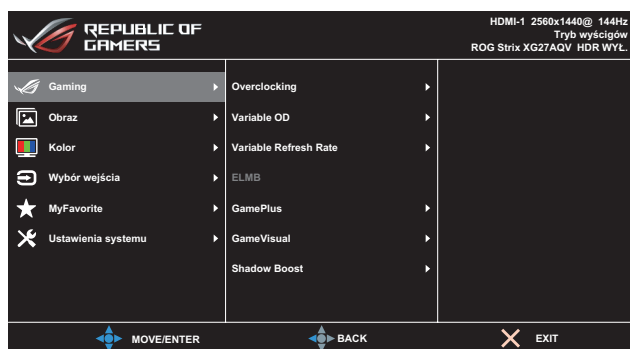 REPUBLIC OF
GAMERS
HDMI-1 2560x1440@ 144Hz
Tryb wyścigów
ROG Strix XG27AQV HDR WYŁ.
Gaming
Obraz
Kolor
Wybór wejścia
MyFavorite
Ustawienia systemu
Overclocking
Variable OD
Variable Refresh Rate
ELMB
GamePlus
GameVisual
Shadow Boost
MOVE/ENTER
BACK
EXIT